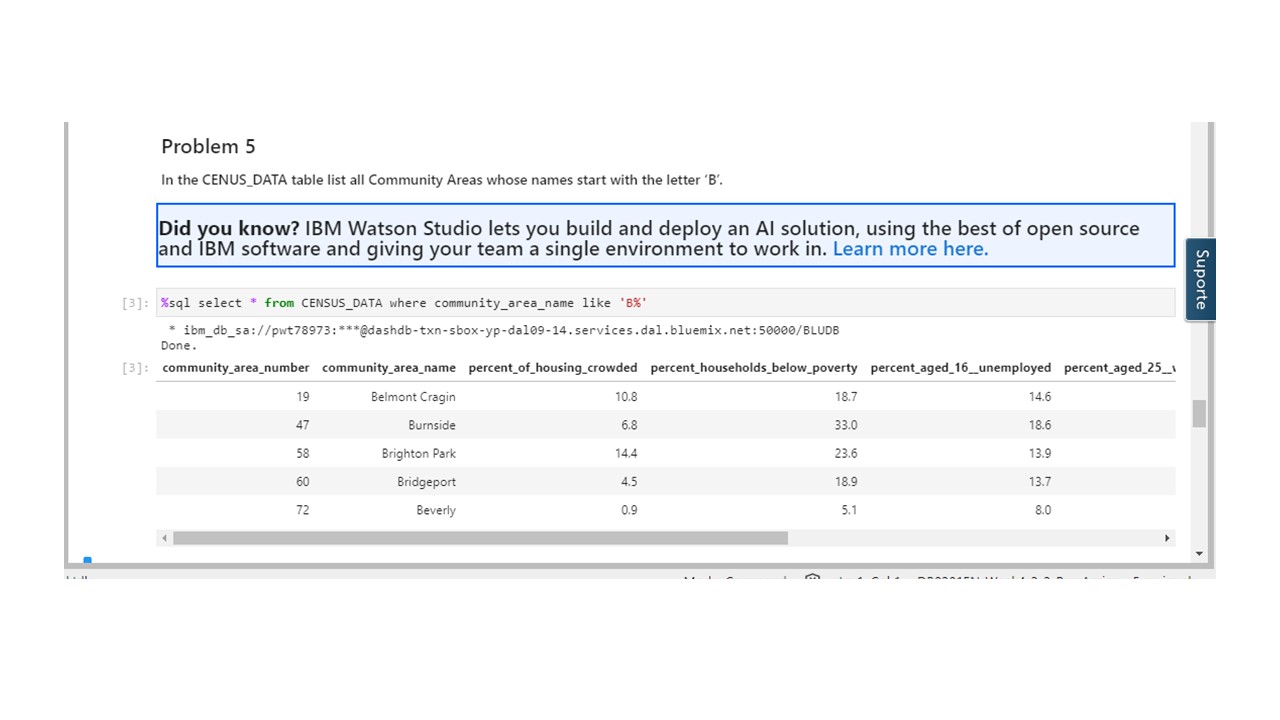 Problem 5
In the CENUS_DATA table list all Community Areas whose names start with the letter ‘B’.
Did you know? IBM Watson Studio lets you build and deploy an AI solution, using the best of open source
and IBM software and giving your team a single environment to work in. Learn more here.
Suporte
[3]: %sql select * from CENSUS_DATA where community_area_name like 'B%'
* ibm_db_sa://pwt78973:***@dashdb-txn-sbox-yp-dal09-14.services.dal.bluemix.net:50000/BLUDB
Done.
[3]: community_area_number community_area_name percent_of_housing_crowded percent_households_below_poverty percent_aged_16__unemployed percent_aged_25__
19 Belmont Cragin 10.8 18.7 14.6
47 Burnside 6.8 33.0 18.6
58 Brighton Park 14.4 23.6 13.9
60 Bridgeport 4.5 18.9 13.7
72 Beverly 0.9 5.1 8.0